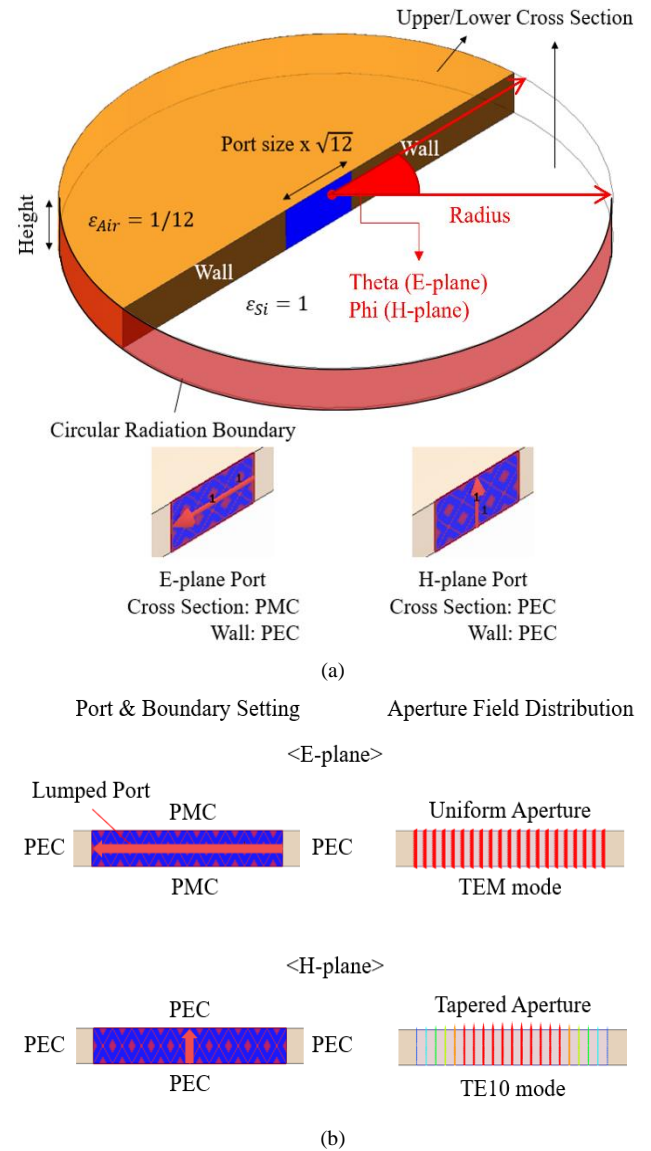 Upper/Lower Cross Section
Port size x √12
Wall
Height
ε_Air = 1/12
Radius
Wall
Theta (E-plane)
Phi (H-plane)
ε_Si = 1
Circular Radiation Boundary
1 1
1
1
E-plane Port
Cross Section: PMC
Wall: PEC
H-plane Port
Cross Section: PEC
Wall: PEC
(a)
Port & Boundary Setting
Aperture Field Distribution
<E-plane>
Lumped Port
PMC
PEC
PEC
PMC
Uniform Aperture
TEM mode
<H-plane>
PEC
PEC
PEC
PEC
Tapered Aperture
TE10 mode
(b)